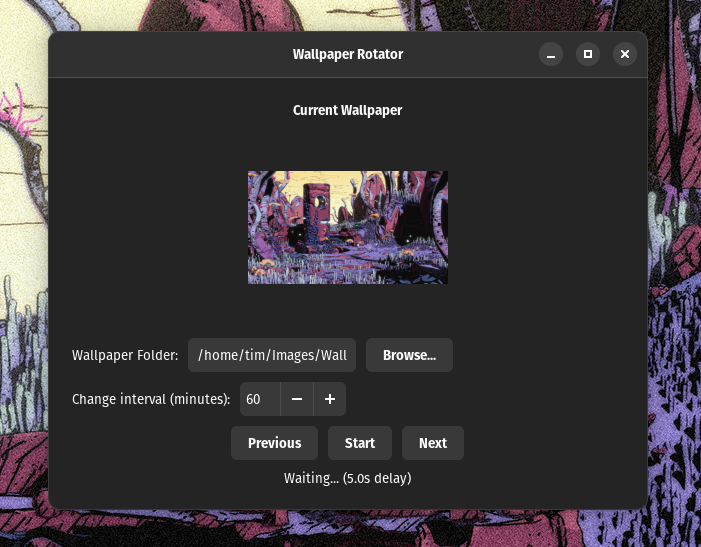 Wallpaper Rotator
Current Wallpaper
Wallpaper Folder: /home/tim/Images/Wall Browse...
Change interval (minutes): 60 − +
Previous Start Next
Waiting... (5.0s delay)